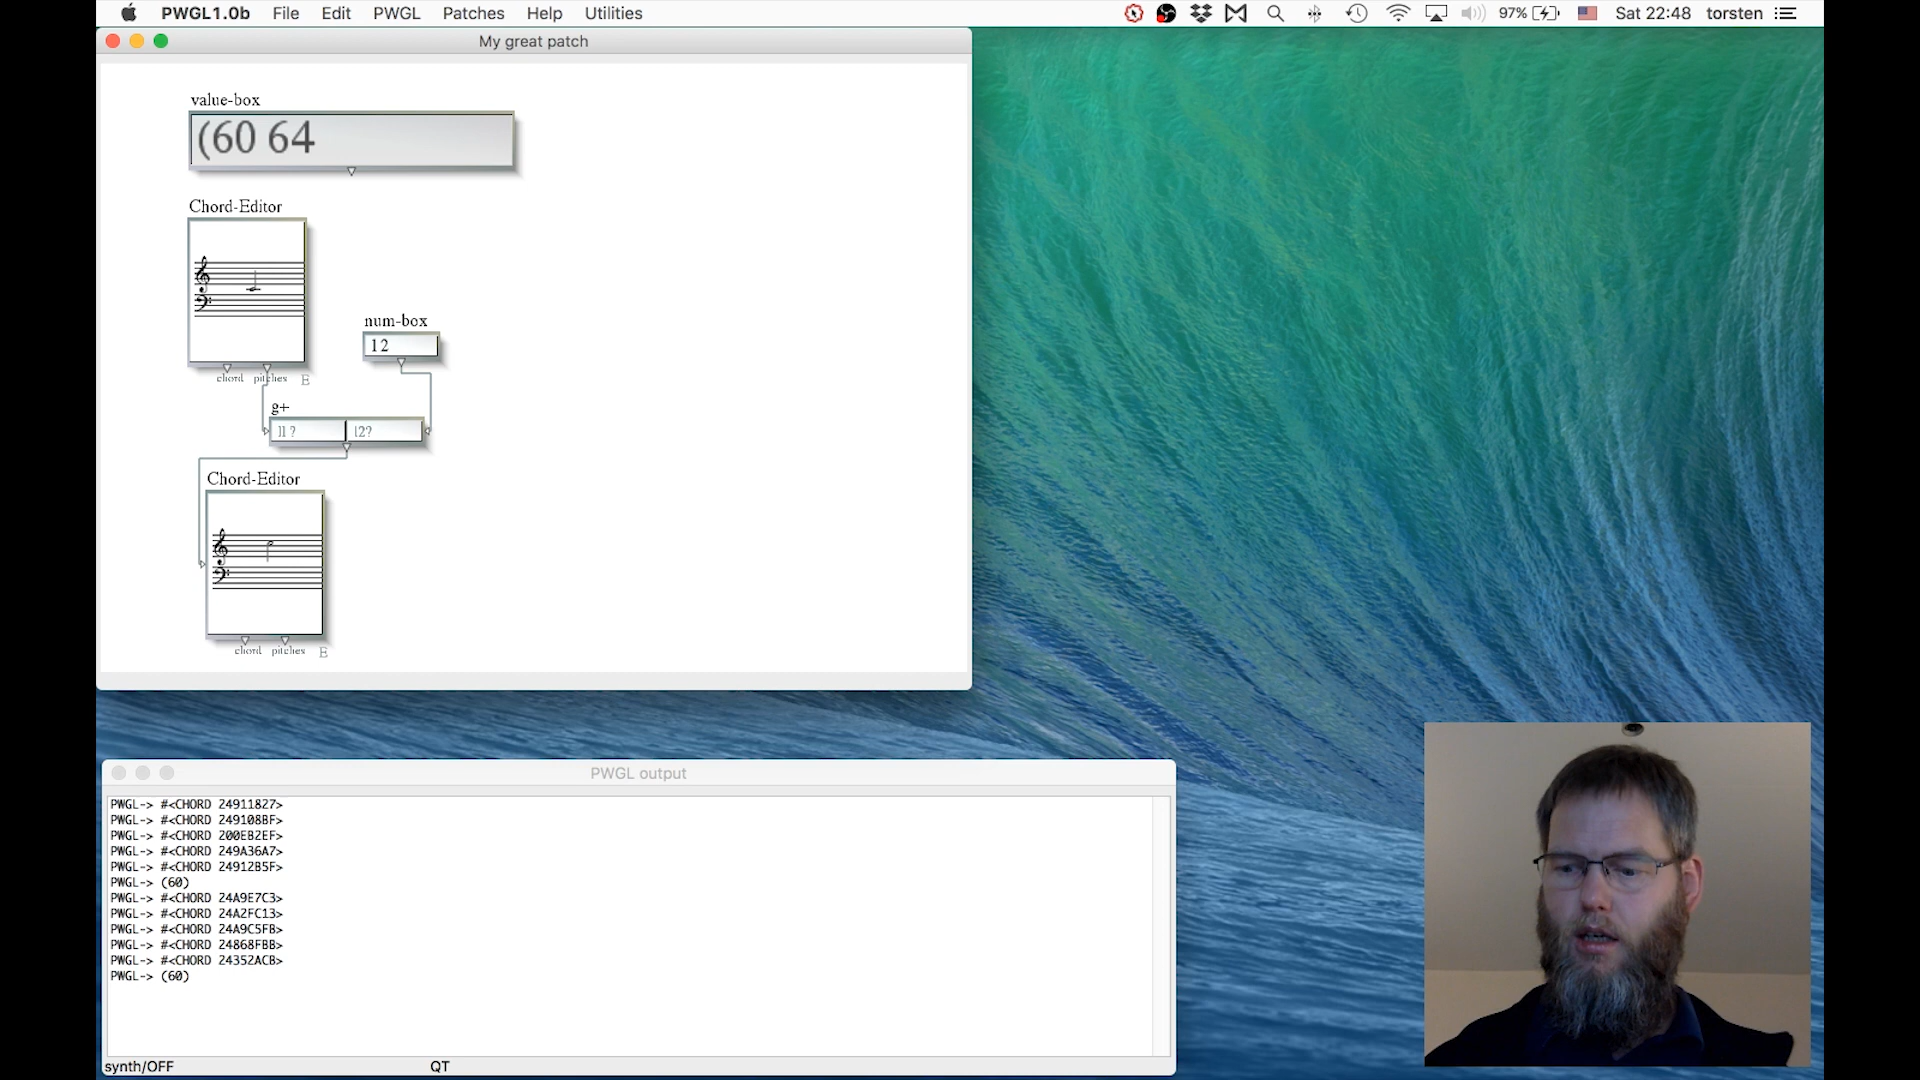 PWGL1.0b File Edit PWGL Patches Help Utilities 97% Sat 22:48 torsten
My great patch
value-box
(60 64
Chord-Editor
num-box
12
chord pitches E
g+
l1 ? l2?
Chord-Editor
chord pitches E
PWGL output
PWGL-> #<CHORD 24911827>
PWGL-> #<CHORD 249108BF>
PWGL-> #<CHORD 200EB2EF>
PWGL-> #<CHORD 249A36A7>
PWGL-> #<CHORD 24912B5F>
PWGL-> (60)
PWGL-> #<CHORD 24A9E7C3>
PWGL-> #<CHORD 24A2FC13>
PWGL-> #<CHORD 24A9C5FB>
PWGL-> #<CHORD 24868FBB>
PWGL-> #<CHORD 24352ACB>
PWGL-> (60)
synth/OFF QT